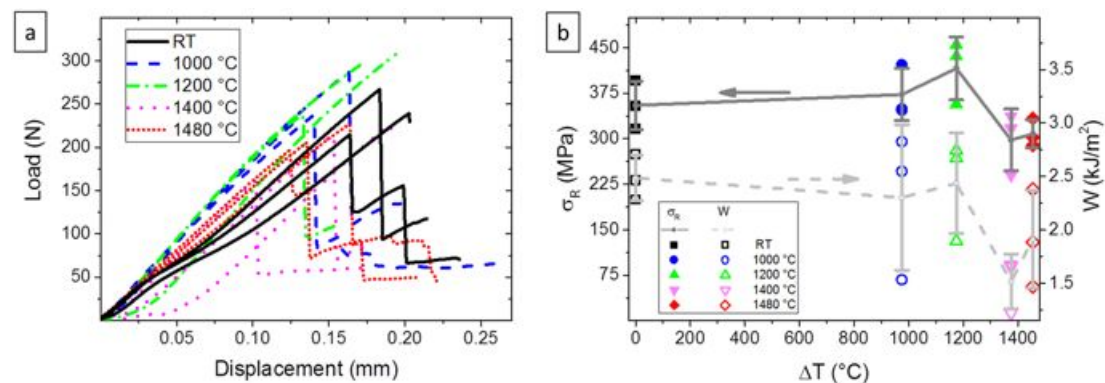 a
RT
1000 °C
1200 °C
1400 °C
1480 °C
300
250
200
150
100
50
0
Load (N)
0.05 0.10 0.15 0.20 0.25
Displacement (mm)
b
450
375
300
225
150
75
σR (MPa)
3.5
3.0
2.5
2.0
1.5
W (kJ/m²)
σR W
RT
1000 °C
1200 °C
1400 °C
1480 °C
0 200 400 600 800 1000 1200 1400
ΔT (°C)